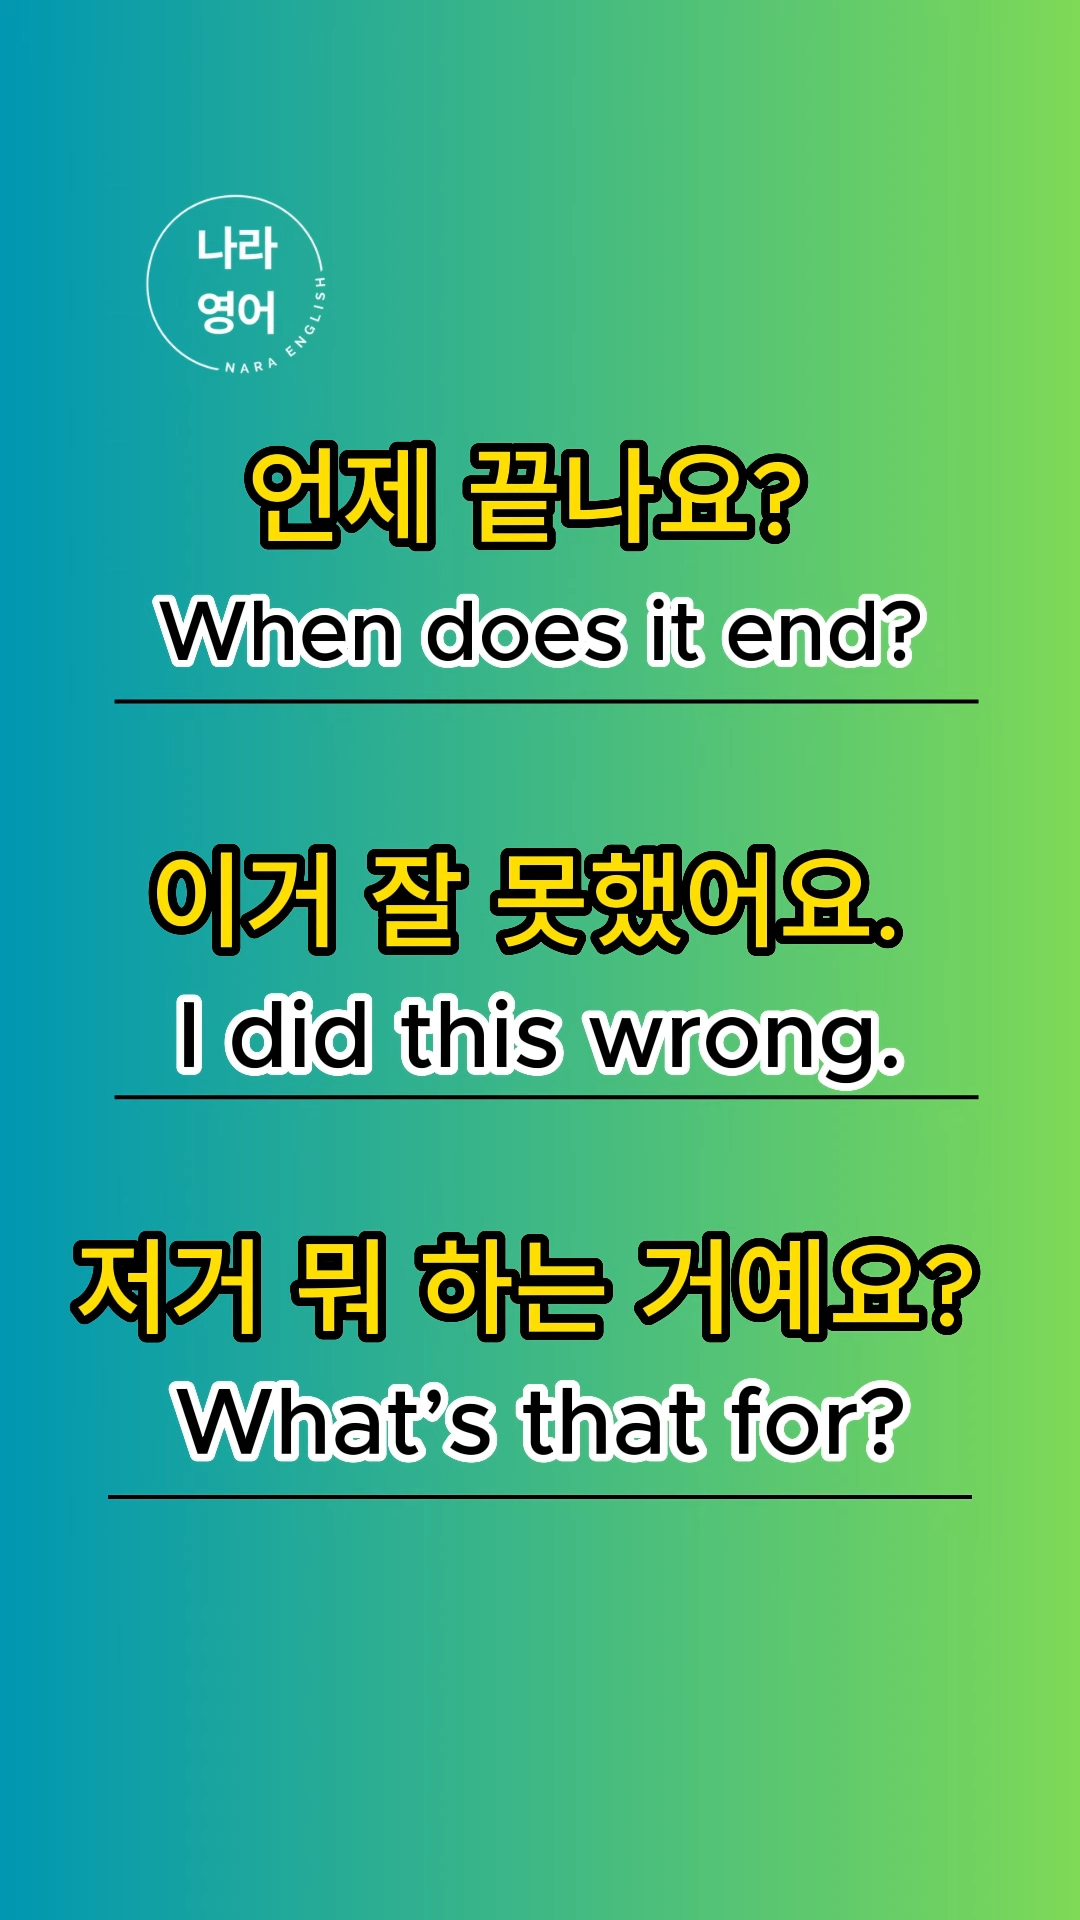 나라
영어
NARA ENGLISH
언제 끝나요?
When does it end?
이거 잘 못했어요.
I did this wrong.
저거 뭐 하는 거예요?
What’s that for?